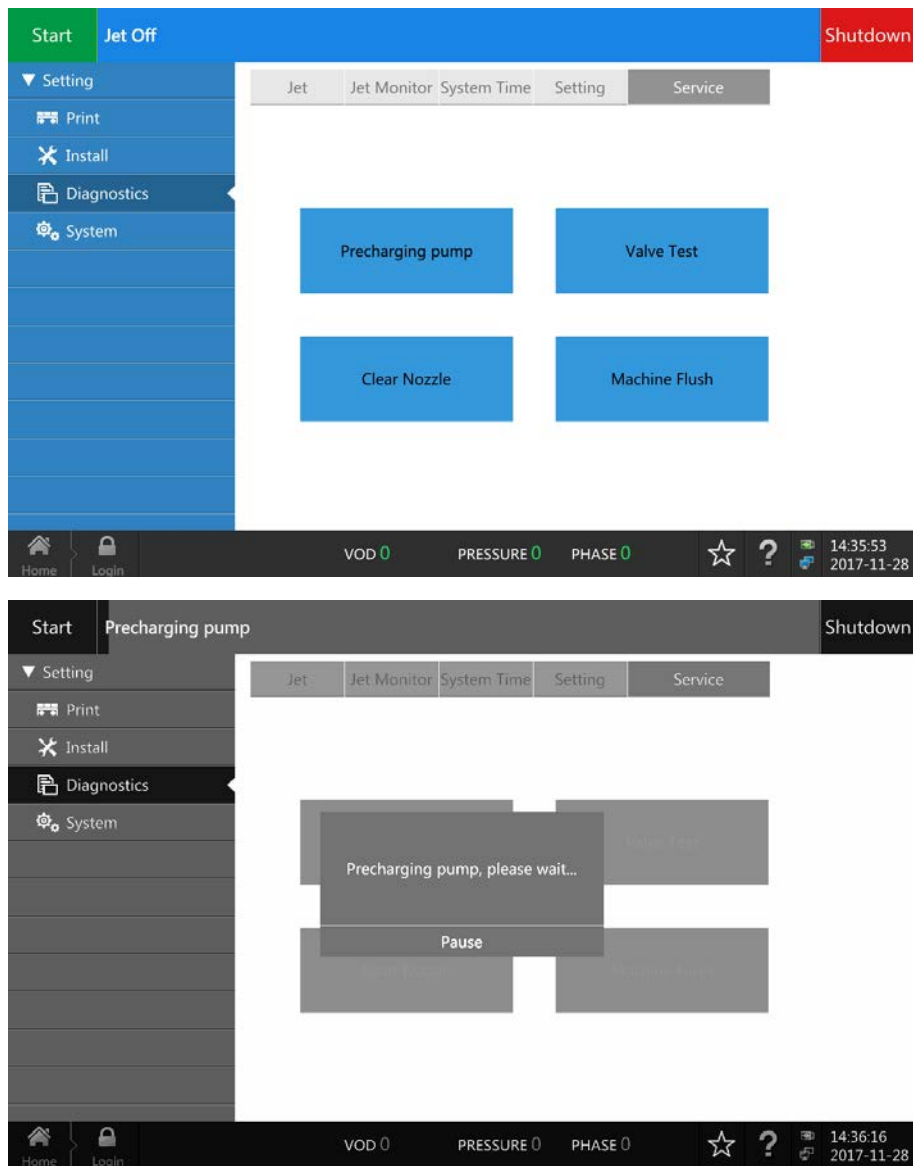 Start Jet Off Shutdown
Setting
Jet Jet Monitor System Time Setting Service
Print
Install
Diagnostics
System
Precharging pump Valve Test
Clear Nozzle Machine Flush
Home Login VOD 0 PRESSURE 0 PHASE 0 ? 14:35:53
2017-11-28
Start Precharging pump Shutdown
Setting
Jet Jet Monitor System Time Setting Service
Print
Install
Diagnostics
System
Valve Test
Precharging pump, please wait...
Pause
Machine Flush
Home Login VOD 0 PRESSURE 0 PHASE 0 ? 14:36:16
2017-11-28